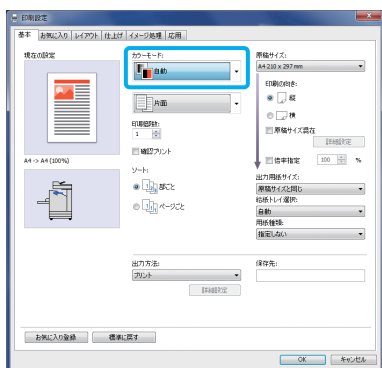 印刷設定
基本 お気に入り レイアウト 仕上げ イメージ処理 応用
現在の設定
A4 -> A4 (100%)
カラーモード:
自動
片面
印刷部数:
1
確認プリント
ソート:
部ごと
ページごと
出力方法:
プリント
詳細設定
原稿サイズ:
A4 210 x 297 mm
印刷の向き:
縦
横
原稿サイズ混在
詳細設定
倍率指定 100 %
出力用紙サイズ:
原稿サイズと同じ
給紙トレイ選択:
自動
用紙種類:
指定しない
保存先:
お気に入り登録 標準に戻す
OK キャンセル